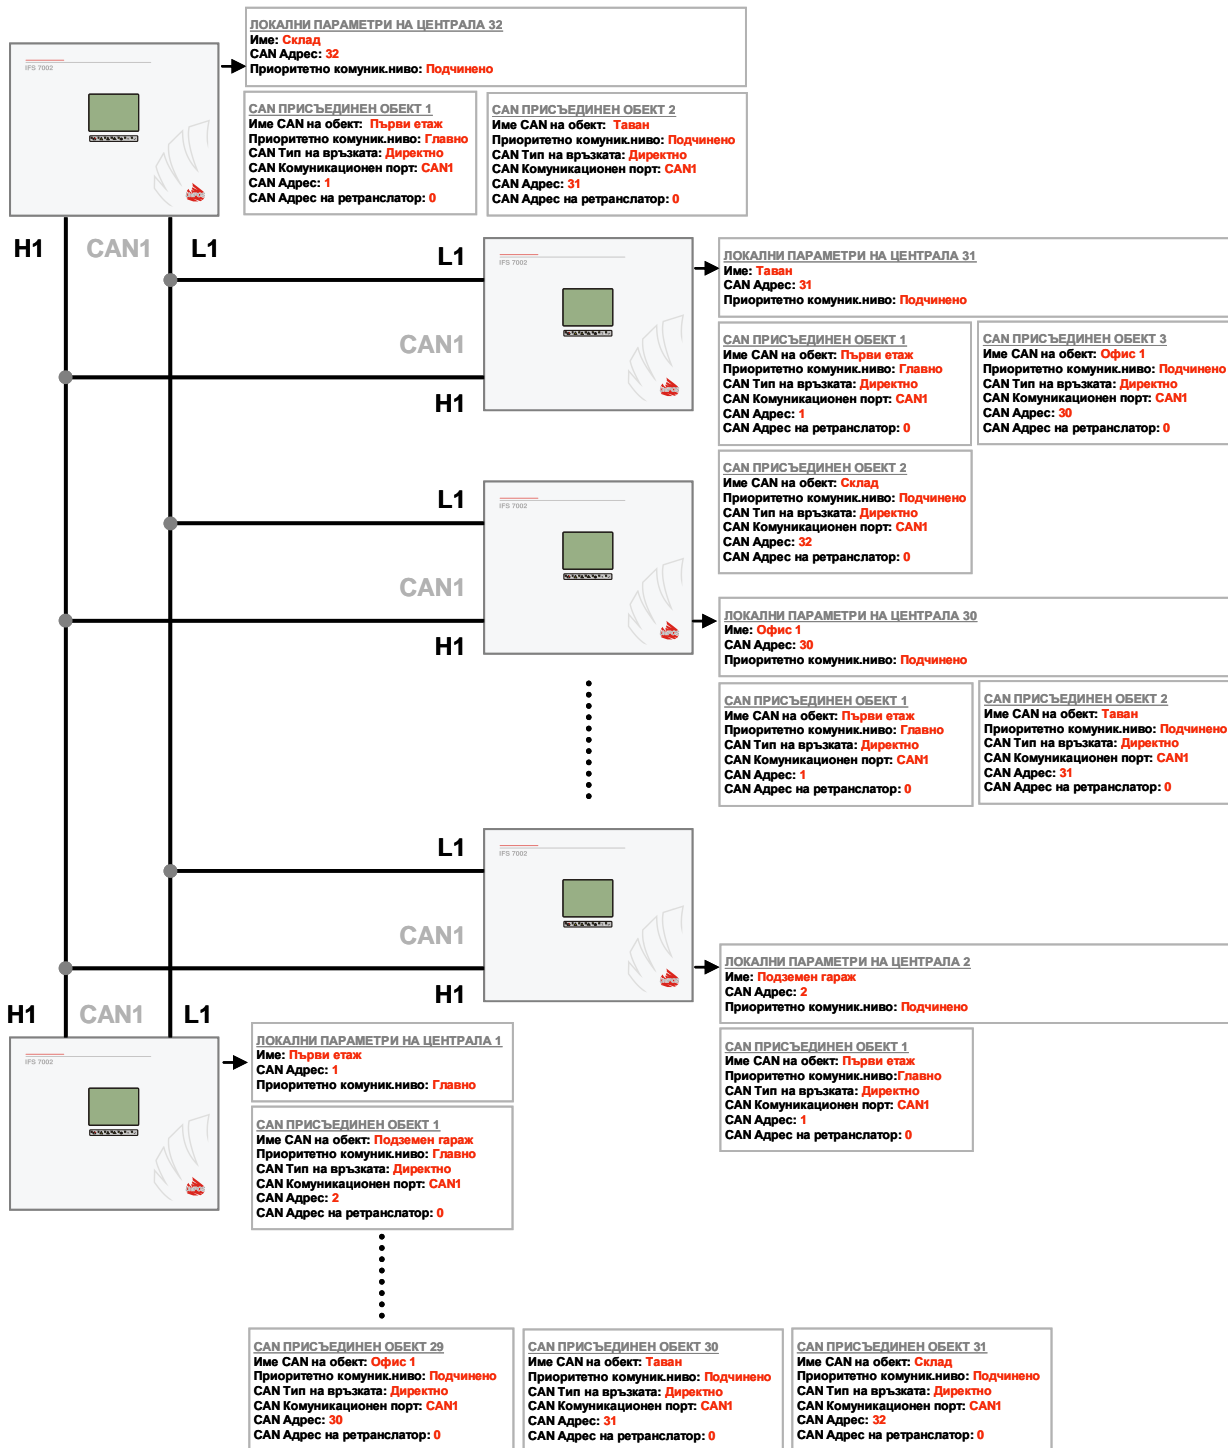 ЛОКАЛНИ ПАРАМЕТРИ НА ЦЕНТРАЛА 32
Име: Склад
CAN Адрес: 32
Приоритетно комуник.ниво: Подчинено
IFS 7002
CAN ПРИСЪЕДИНЕН ОБЕКТ 1
Име CAN на обект: Първи етаж
Приоритетно комуник.ниво: Главно
CAN Тип на връзката: Директно
CAN Комуникационен порт: CAN1
CAN Адрес: 1
CAN Адрес на ретранслатор: 0
CAN ПРИСЪЕДИНЕН ОБЕКТ 2
Име CAN на обект: Таван
Приоритетно комуник.ниво: Подчинено
CAN Тип на връзката: Директно
CAN Комуникационен порт: CAN1
CAN Адрес: 31
CAN Адрес на ретранслатор: 0
H1 CAN1 L1
L1
IFS 7002
CAN1
H1
ЛОКАЛНИ ПАРАМЕТРИ НА ЦЕНТРАЛА 31
Име: Таван
CAN Адрес: 31
Приоритетно комуник.ниво: Подчинено
CAN ПРИСЪЕДИНЕН ОБЕКТ 1
Име CAN на обект: Първи етаж
Приоритетно комуник.ниво: Главно
CAN Тип на връзката: Директно
CAN Комуникационен порт: CAN1
CAN Адрес: 1
CAN Адрес на ретранслатор: 0
CAN ПРИСЪЕДИНЕН ОБЕКТ 3
Име CAN на обект: Офис 1
Приоритетно комуник.ниво: Подчинено
CAN Тип на връзката: Директно
CAN Комуникационен порт: CAN1
CAN Адрес: 30
CAN Адрес на ретранслатор: 0
CAN ПРИСЪЕДИНЕН ОБЕКТ 2
Име CAN на обект: Склад
Приоритетно комуник.ниво: Подчинено
CAN Тип на връзката: Директно
CAN Комуникационен порт: CAN1
CAN Адрес: 32
CAN Адрес на ретранслатор: 0
L1
IFS 7002
CAN1
H1
ЛОКАЛНИ ПАРАМЕТРИ НА ЦЕНТРАЛА 30
Име: Офис 1
CAN Адрес: 30
Приоритетно комуник.ниво: Подчинено
CAN ПРИСЪЕДИНЕН ОБЕКТ 1
Име CAN на обект: Първи етаж
Приоритетно комуник.ниво: Главно
CAN Тип на връзката: Директно
CAN Комуникационен порт: CAN1
CAN Адрес: 1
CAN Адрес на ретранслатор: 0
CAN ПРИСЪЕДИНЕН ОБЕКТ 2
Име CAN на обект: Таван
Приоритетно комуник.ниво: Подчинено
CAN Тип на връзката: Директно
CAN Комуникационен порт: CAN1
CAN Адрес: 31
CAN Адрес на ретранслатор: 0
L1
IFS 7002
CAN1
H1
ЛОКАЛНИ ПАРАМЕТРИ НА ЦЕНТРАЛА 2
Име: Подземен гараж
CAN Адрес: 2
Приоритетно комуник.ниво: Подчинено
CAN ПРИСЪЕДИНЕН ОБЕКТ 1
Име CAN на обект: Първи етаж
Приоритетно комуник.ниво:Главно
CAN Тип на връзката: Директно
CAN Комуникационен порт: CAN1
CAN Адрес: 1
CAN Адрес на ретранслатор: 0
H1 CAN1 L1
IFS 7002
ЛОКАЛНИ ПАРАМЕТРИ НА ЦЕНТРАЛА 1
Име: Първи етаж
CAN Адрес: 1
Приоритетно комуник.ниво: Главно
CAN ПРИСЪЕДИНЕН ОБЕКТ 1
Име CAN на обект: Подземен гараж
Приоритетно комуник.ниво: Главно
CAN Тип на връзката: Директно
CAN Комуникационен порт: CAN1
CAN Адрес: 2
CAN Адрес на ретранслатор: 0
CAN ПРИСЪЕДИНЕН ОБЕКТ 29
Име CAN на обект: Офис 1
Приоритетно комуник.ниво: Подчинено
CAN Тип на връзката: Директно
CAN Комуникационен порт: CAN1
CAN Адрес: 30
CAN Адрес на ретранслатор: 0
CAN ПРИСЪЕДИНЕН ОБЕКТ 30
Име CAN на обект: Таван
Приоритетно комуник.ниво: Подчинено
CAN Тип на връзката: Директно
CAN Комуникационен порт: CAN1
CAN Адрес: 31
CAN Адрес на ретранслатор: 0
CAN ПРИСЪЕДИНЕН ОБЕКТ 31
Име CAN на обект: Склад
Приоритетно комуник.ниво: Подчинено
CAN Тип на връзката: Директно
CAN Комуникационен порт: CAN1
CAN Адрес: 32
CAN Адрес на ретранслатор: 0